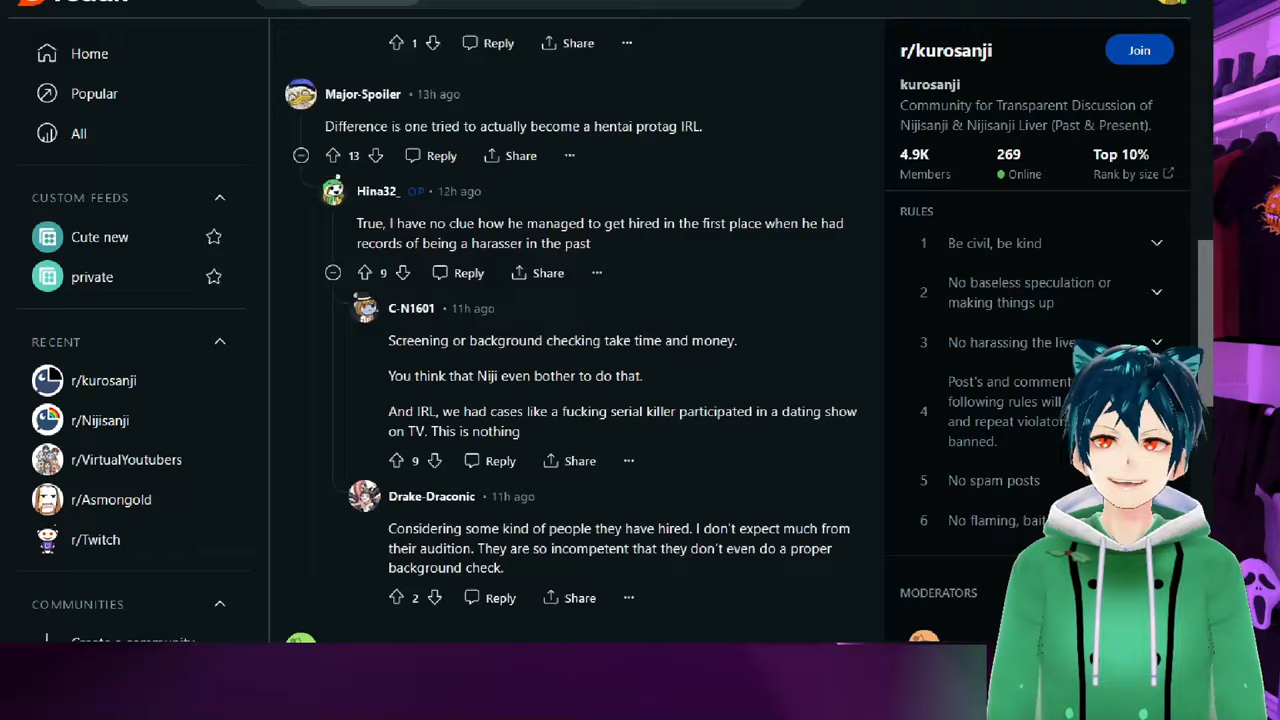 1 Reply Share
Major-Spoiler • 13h ago
Difference is one tried to actually become a hentai protag IRL.
13 Reply Share
Hina32_ OP • 12h ago
True, I have no clue how he managed to get hired in the first place when he had
records of being a harasser in the past
9 Reply Share
C-N1601 • 11h ago
Screening or background checking take time and money.
You think that Niji even bother to do that.
And IRL, we had cases like a fucking serial killer participated in a dating show
on TV. This is nothing
9 Reply Share
Drake-Draconic • 11h ago
Considering some kind of people they have hired. I don't expect much from
their audition. They are so incompetent that they don't even do a proper
background check.
2 Reply Share
Home
Popular
All
CUSTOM FEEDS
Cute new
private
RECENT
r/kurosanji
r/Nijisanji
r/VirtualYoutubers
r/Asmongold
r/Twitch
COMMUNITIES
r/kurosanji
Join
kurosanji
Community for Transparent Discussion of
Nijisanji & Nijisanji Liver (Past & Present).
4.9K 269 Top 10%
Members Online Rank by size
RULES
1 Be civil, be kind
2 No baseless speculation or
making things up
3 No harassing the
4 Post's and
following rules will
and repeat
banned.
5 No spam posts
6 No flaming,
MODERATORS